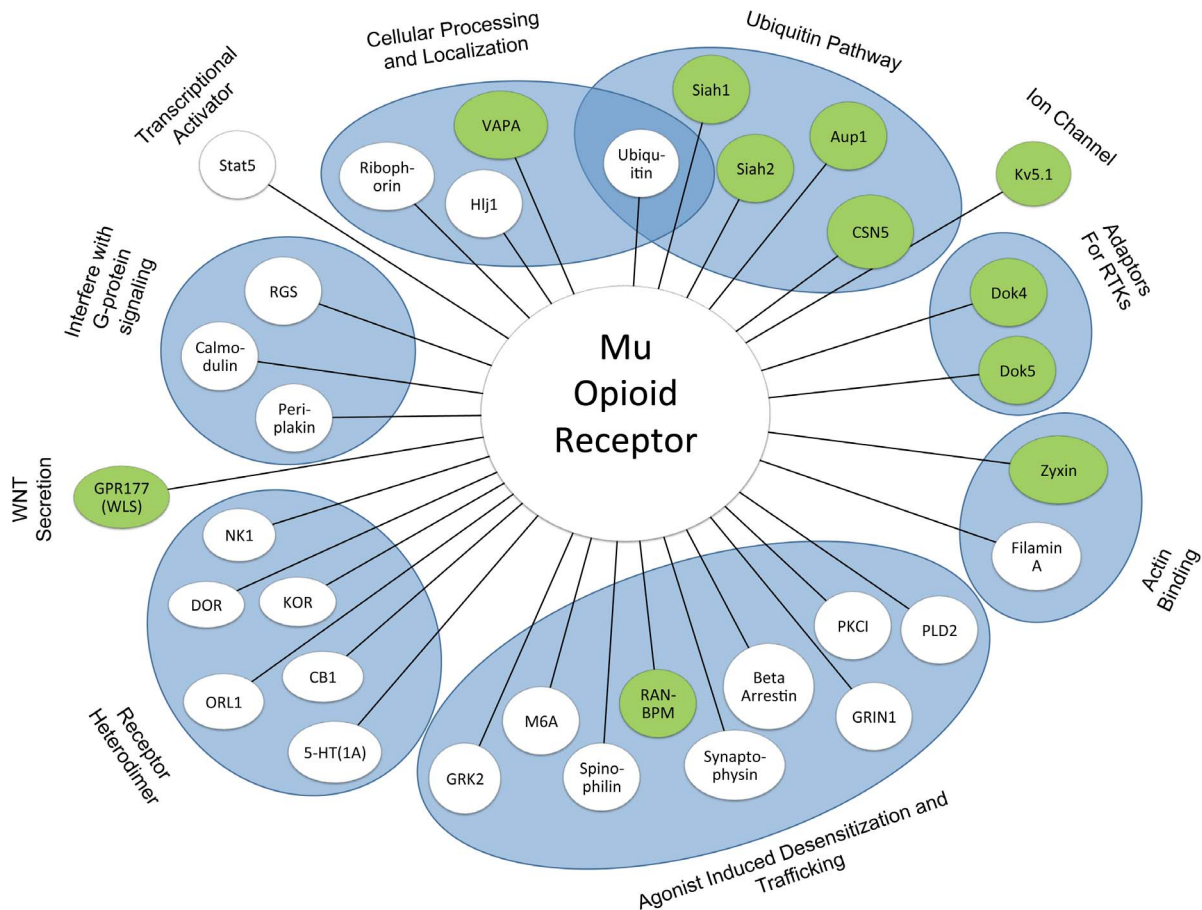 Cellular Processing
and Localization
Ubiquitin Pathway
Transcriptional
Activator
Ion Channel
Adaptors
For RTKs
Interfere with
G-protein
signaling
WNT
Secretion
Actin
Binding
Receptor
Heterodimer
Agonist Induced Desensitization and
Trafficking
Mu
Opioid
Receptor
Stat5
Riboph-
orin
Hlj1
VAPA
Ubiqu-
itin
Siah1
Siah2
Aup1
CSN5
Kv5.1
Dok4
Dok5
Zyxin
Filamin
A
RGS
Calmo-
dulin
Peri-
plakin
GPR177
(WLS)
NK1
DOR
KOR
ORL1
CB1
5-HT(1A)
GRK2
M6A
Spino-
philin
RAN-
BPM
Synapto-
physin
Beta
Arrestin
PKCI
GRIN1
PLD2